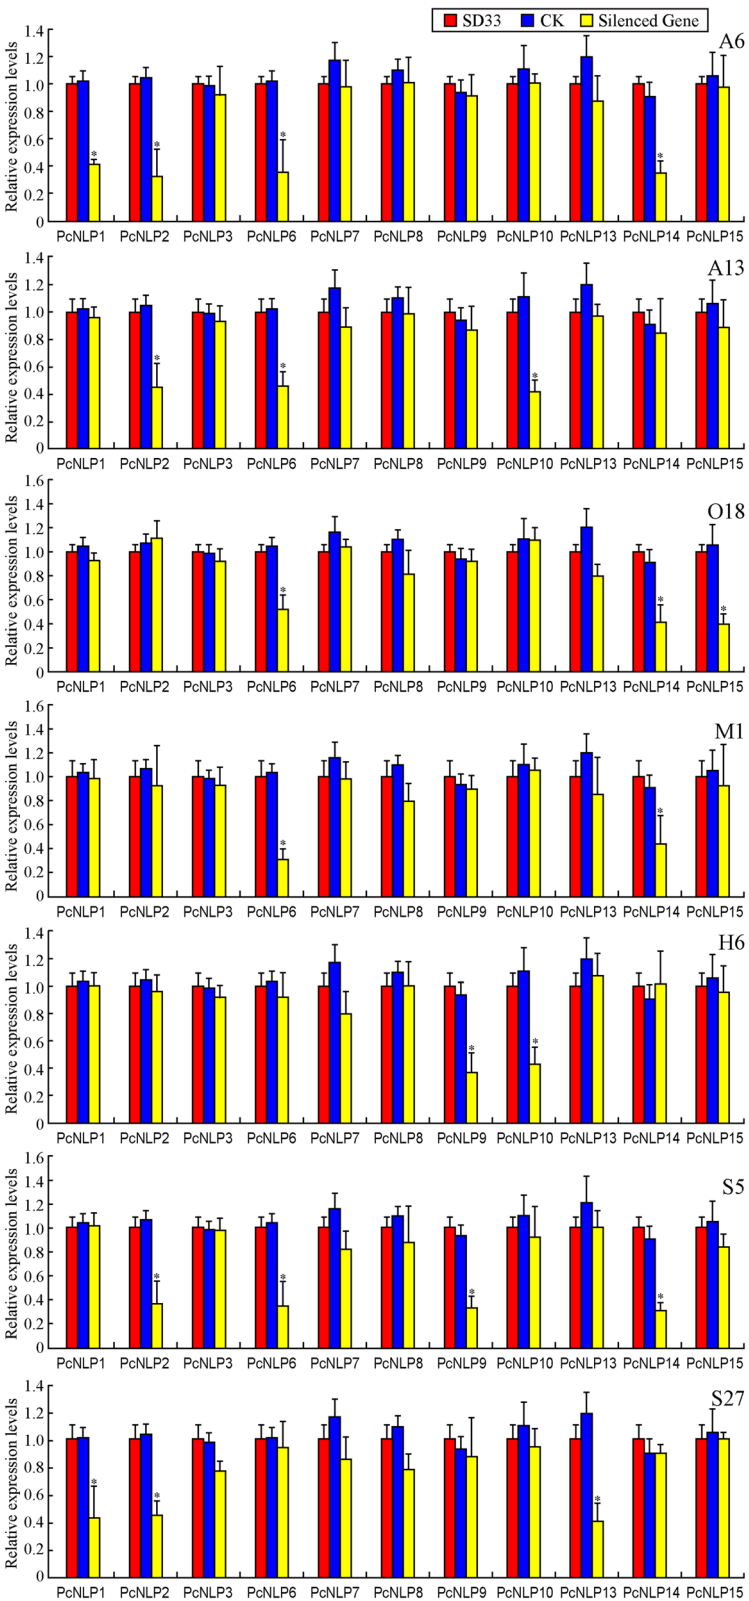 SD33 CK Silenced Gene
A6
Relative expression levels
1.4
1.2
1.0
0.8
0.6
0.4
0.2
0
* * * *
PcNLP1 PcNLP2 PcNLP3 PcNLP6 PcNLP7 PcNLP8 PcNLP9 PcNLP10 PcNLP13 PcNLP14 PcNLP15
A13
Relative expression levels
1.4
1.2
1.0
0.8
0.6
0.4
0.2
0
* * *
PcNLP1 PcNLP2 PcNLP3 PcNLP6 PcNLP7 PcNLP8 PcNLP9 PcNLP10 PcNLP13 PcNLP14 PcNLP15
O18
Relative expression levels
1.6
1.4
1.2
1.0
0.8
0.6
0.4
0.2
0
* * *
PcNLP1 PcNLP2 PcNLP3 PcNLP6 PcNLP7 PcNLP8 PcNLP9 PcNLP10 PcNLP13 PcNLP14 PcNLP15
M1
Relative expression levels
1.6
1.4
1.2
1.0
0.8
0.6
0.4
0.2
0
* *
PcNLP1 PcNLP2 PcNLP3 PcNLP6 PcNLP7 PcNLP8 PcNLP9 PcNLP10 PcNLP13 PcNLP14 PcNLP15
H6
Relative expression levels
1.4
1.2
1.0
0.8
0.6
0.4
0.2
0
* *
PcNLP1 PcNLP2 PcNLP3 PcNLP6 PcNLP7 PcNLP8 PcNLP9 PcNLP10 PcNLP13 PcNLP14 PcNLP15
S5
Relative expression levels
1.6
1.4
1.2
1.0
0.8
0.6
0.4
0.2
0
* * * *
PcNLP1 PcNLP2 PcNLP3 PcNLP6 PcNLP7 PcNLP8 PcNLP9 PcNLP10 PcNLP13 PcNLP14 PcNLP15
S27
Relative expression levels
1.4
1.2
1.0
0.8
0.6
0.4
0.2
0
* * *
PcNLP1 PcNLP2 PcNLP3 PcNLP6 PcNLP7 PcNLP8 PcNLP9 PcNLP10 PcNLP13 PcNLP14 PcNLP15